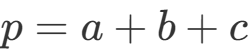 p = a + b + c